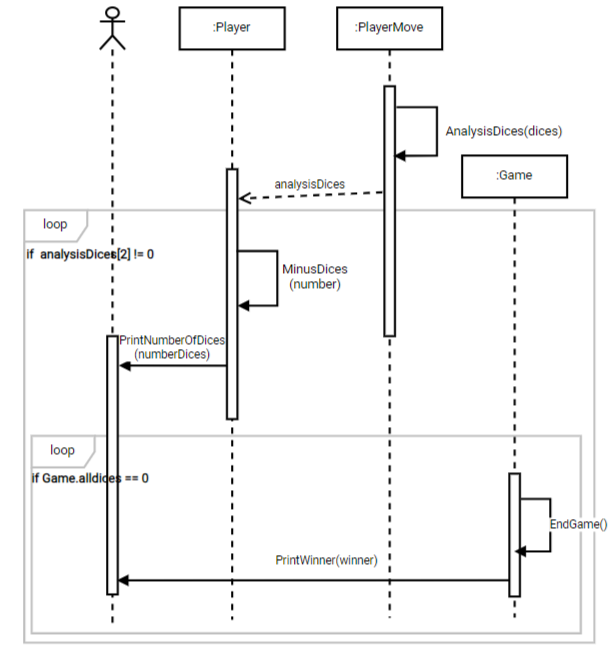 :Player
:PlayerMove
AnalysisDices(dices)
:Game
analysisDices
loop
if analysisDices[2] != 0
MinusDices
(number)
PrintNumberOfDices
(numberDices)
loop
if Game.alldices == 0
EndGame()
PrintWinner(winner)